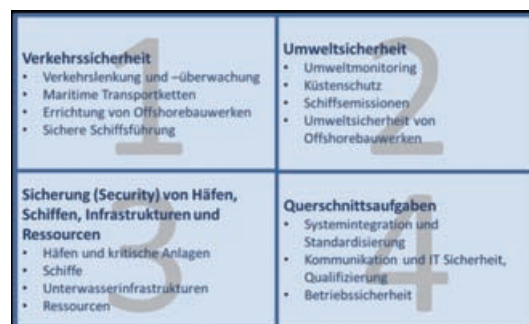 1
Verkehrssicherheit
• Verkehrslenkung und –überwachung
• Maritime Transportketten
• Errichtung von Offshorebauwerken
• Sichere Schiffsführung
2
Umweltsicherheit
• Umweltmonitoring
• Küstenschutz
• Schiffsemissionen
• Umweltsicherheit von
Offshorebauwerken
3
Sicherung (Security) von Häfen,
Schiffen, Infrastrukturen und
Ressourcen
• Häfen und kritische Anlagen
• Schiffe
• Unterwasserinfrastrukturen
• Ressourcen
4
Querschnittsaufgaben
• Systemintegration und
Standardisierung
• Kommunikation und IT Sicherheit,
Qualifizierung
• Betriebssicherheit